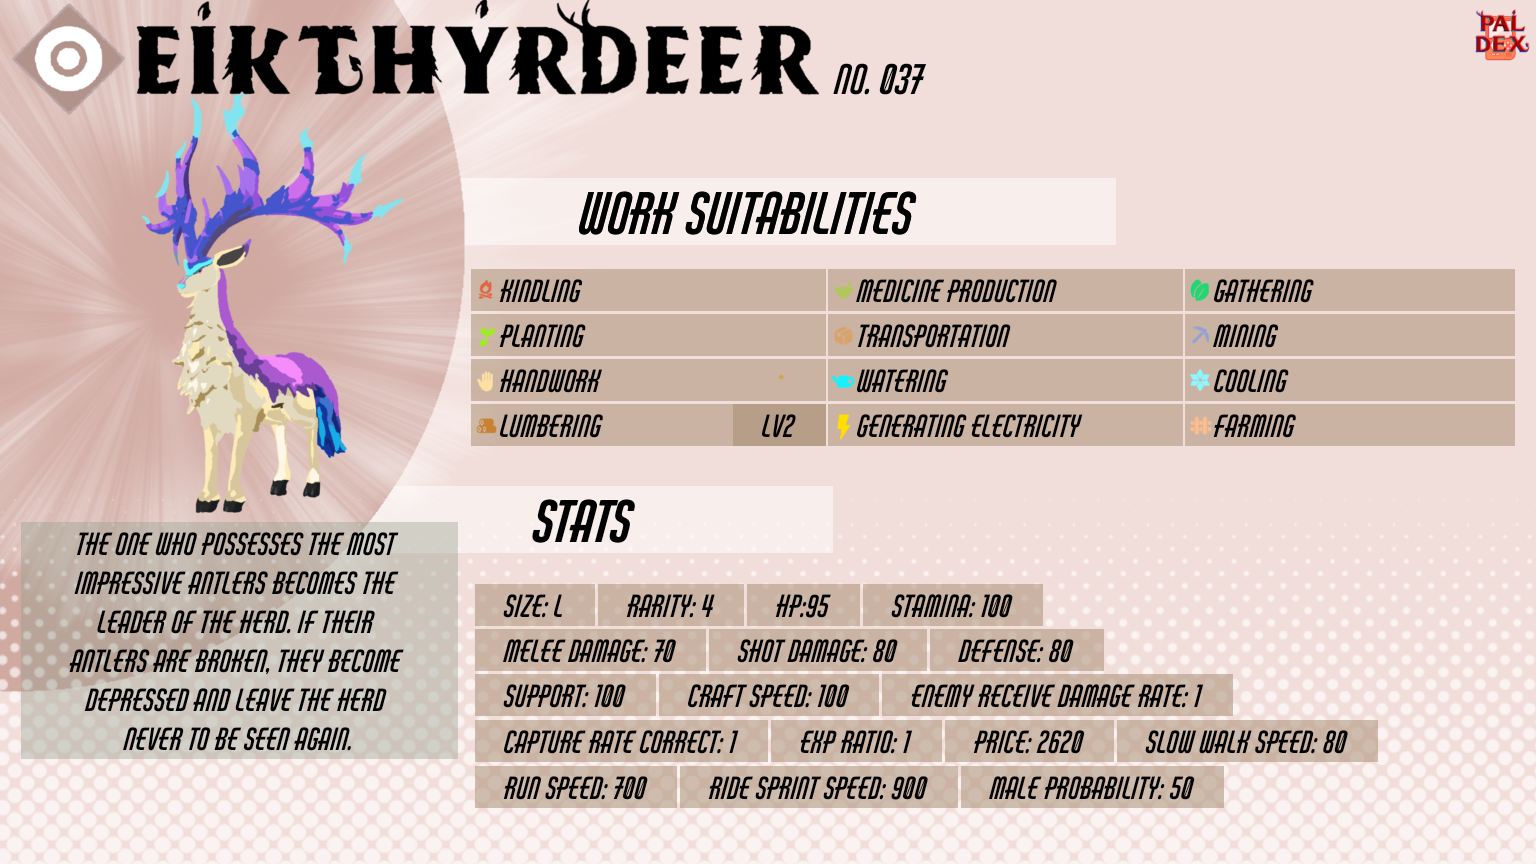 EIKTHYRDEER NO. 037
PAL
DEX
WORK SUITABILITIES
KINDLING MEDICINE PRODUCTION GATHERING
PLANTING TRANSPORTATION MINING
HANDWORK WATERING COOLING
LUMBERING LV2 GENERATING ELECTRICITY FARMING
STATS
THE ONE WHO POSSESSES THE MOST
IMPRESSIVE ANTLERS BECOMES THE
LEADER OF THE HERD. IF THEIR
ANTLERS ARE BROKEN, THEY BECOME
DEPRESSED AND LEAVE THE HERD
NEVER TO BE SEEN AGAIN.
SIZE: L RARITY: 4 HP:95 STAMINA: 100
MELEE DAMAGE: 70 SHOT DAMAGE: 80 DEFENSE: 80
SUPPORT: 100 CRAFT SPEED: 100 ENEMY RECEIVE DAMAGE RATE: 1
CAPTURE RATE CORRECT: 1 EXP RATIO: 1 PRICE: 2620 SLOW WALK SPEED: 80
RUN SPEED: 700 RIDE SPRINT SPEED: 900 MALE PROBABILITY: 50